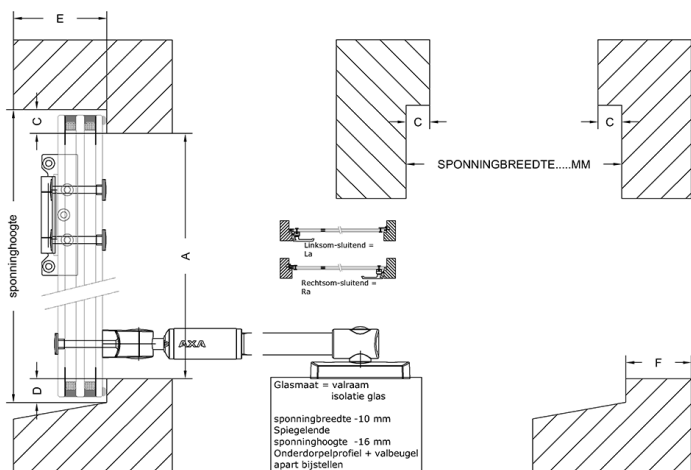 E
C
sponninghoogte
A
D
AXA
C
C
SPONNINGBREEDTE.....MM
Linksom-sluitend =
La
Rechtsom-sluitend =
Ra
F
Glasmaat = valraam
isolatie glas
sponningbreedte -10 mm
Spiegelende
sponninghoogte -16 mm
Onderdorpelprofiel + valbeugel
apart bijstellen